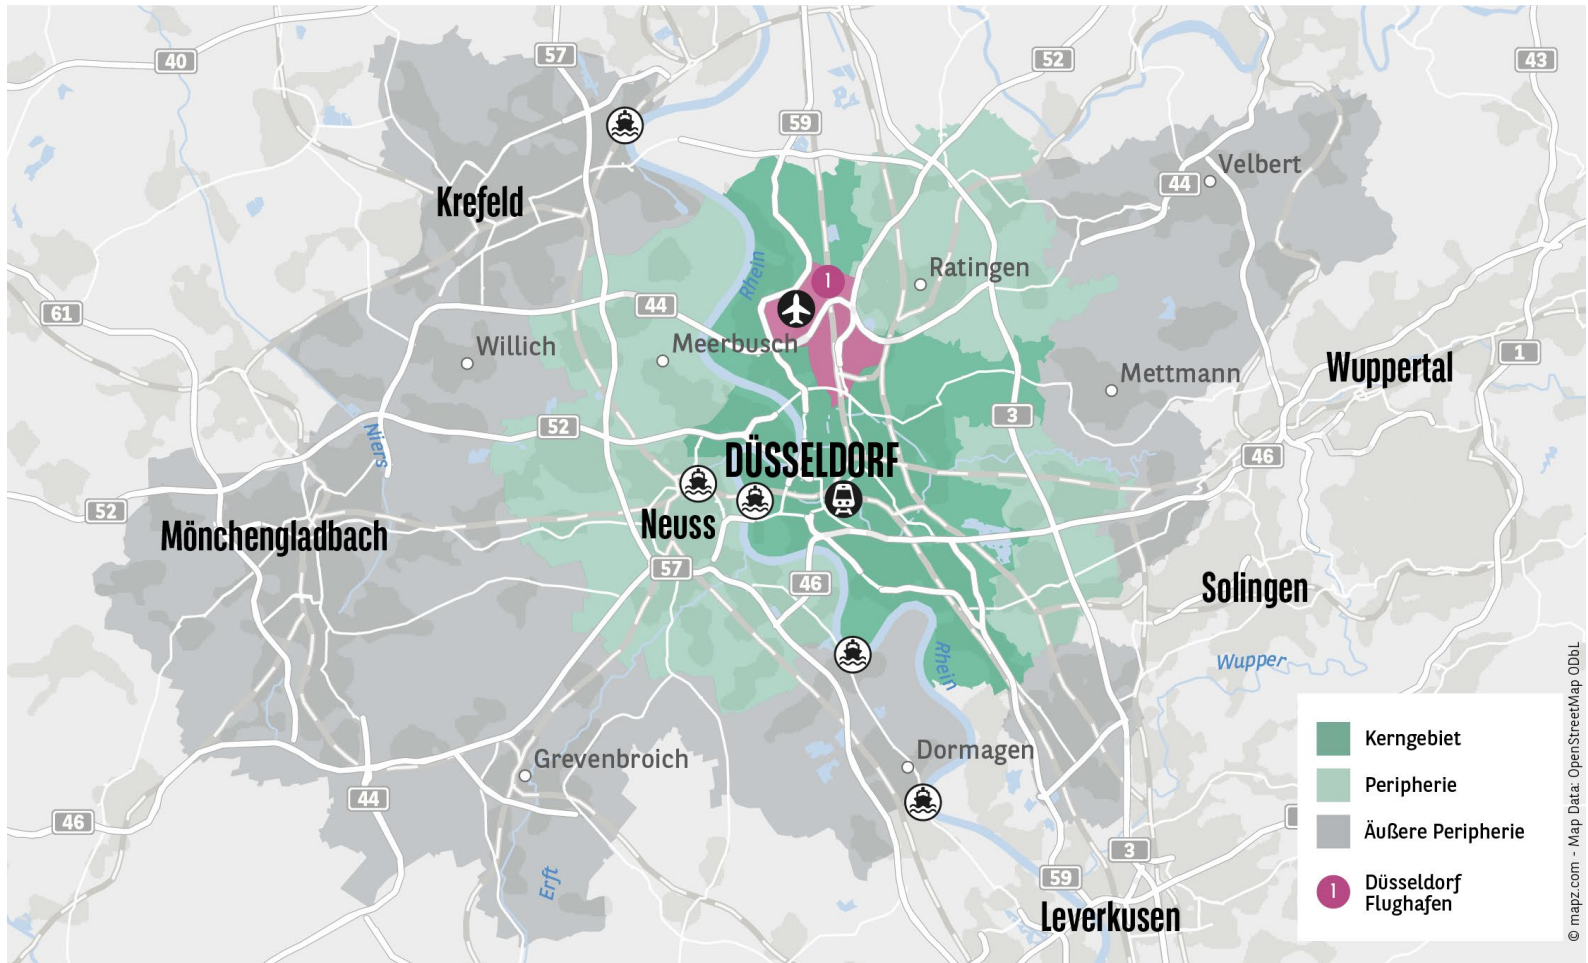 57
40
52
43
59
Krefeld
Velbert
44
Rhein
Ratingen
1
61
44
Willich
Meerbusch
1
Wuppertal
Mettmann
52
3
Niers
DÜSSELDORF
46
52
Neuss
Mönchengladbach
57
46
Solingen
Rhein
Wupper
Grevenbroich
Dormagen
44
46
3
59
Erft
Leverkusen
Kerngebiet
Peripherie
Äußere Peripherie
1
Düsseldorf
Flughafen
© mapz.com - Map Data: OpenStreetMap ODbL